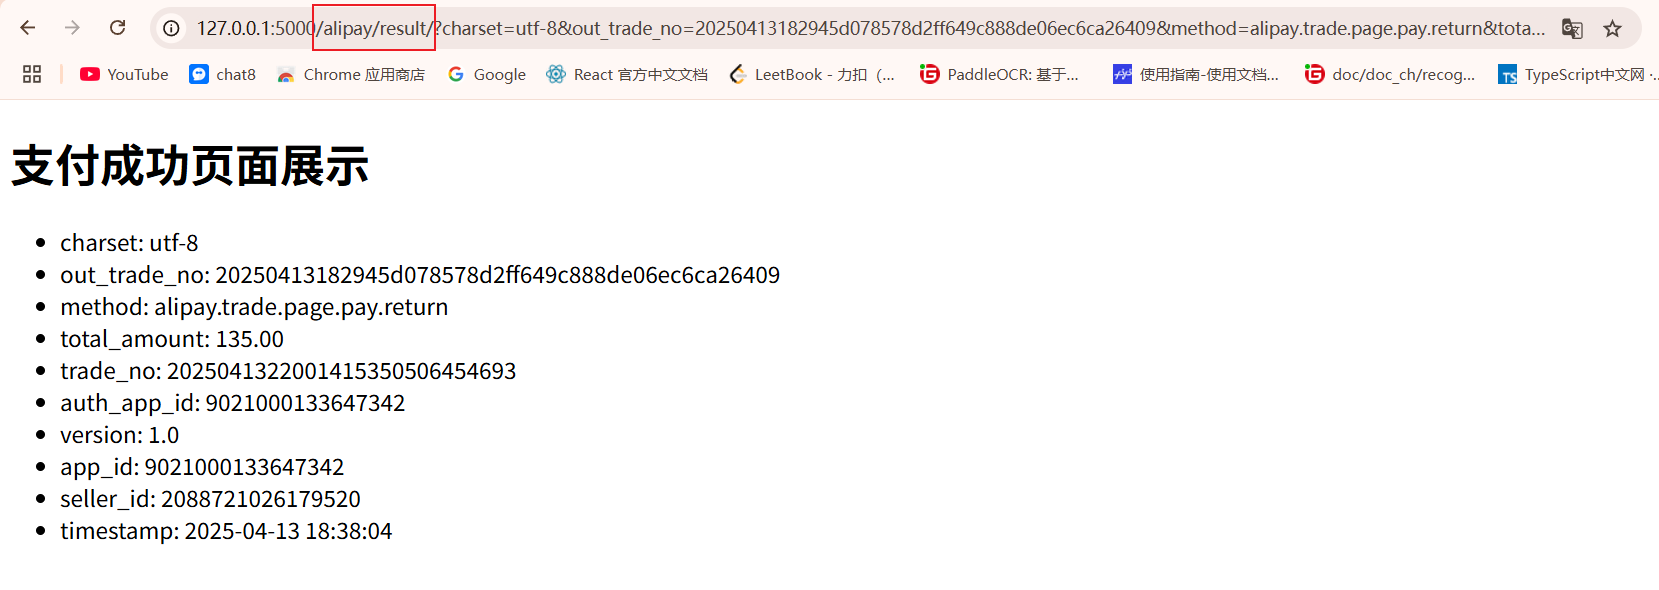 127.0.0.1:5000/alipay/result/?charset=utf-8&out_trade_no=20250413182945d078578d2ff649c888de06ec6ca26409&method=alipay.trade.page.pay.return&tota...
YouTube chat8 Chrome 应用商店 Google React 官方中文文档 LeetBook - 力扣（... PaddleOCR: 基于... 使用指南-使用文档... doc/doc_ch/recog... TypeScript中文网 ·...
支付成功页面展示
• charset: utf-8
• out_trade_no: 20250413182945d078578d2ff649c888de06ec6ca26409
• method: alipay.trade.page.pay.return
• total_amount: 135.00
• trade_no: 2025041322001415350506454693
• auth_app_id: 9021000133647342
• version: 1.0
• app_id: 9021000133647342
• seller_id: 2088721026179520
• timestamp: 2025-04-13 18:38:04